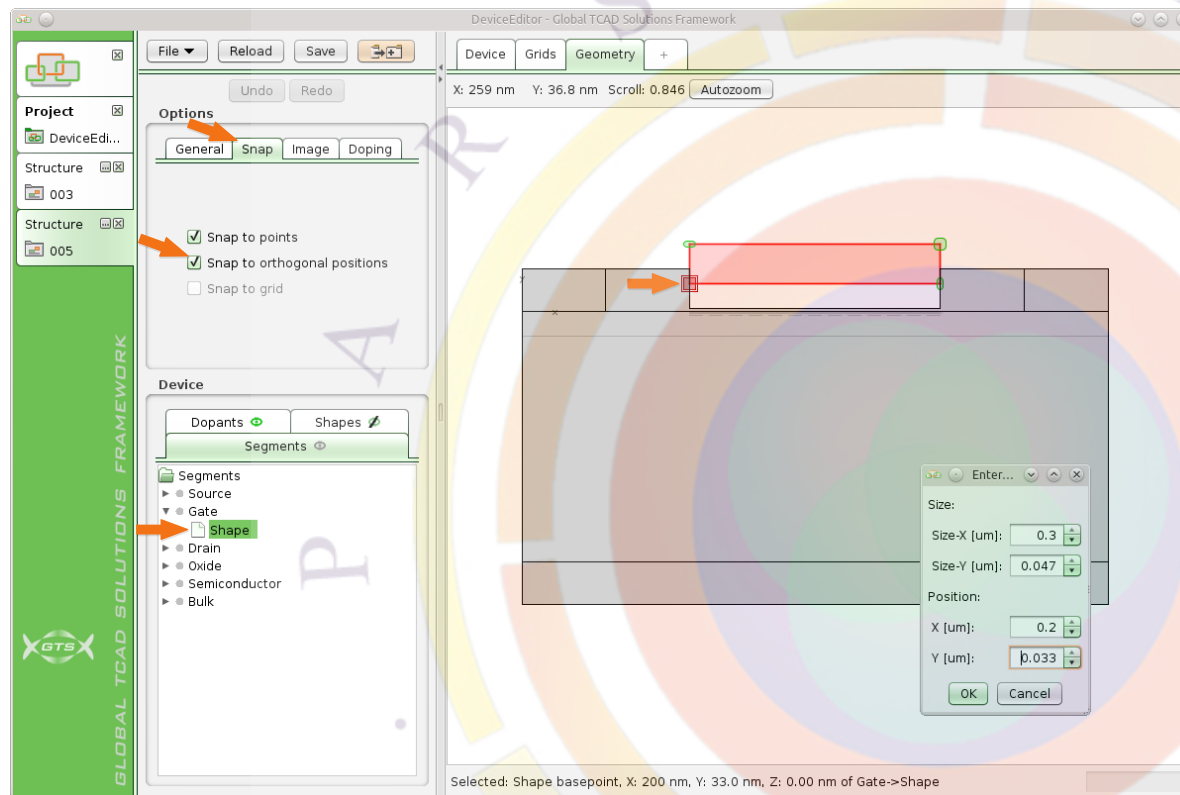 DeviceEditor - Global TCAD Solutions Framework
File Reload Save
Undo Redo
Project
DeviceEdi...
Structure
003
Structure
005
GLOBAL TCAD SOLUTIONS FRAMEWORK
GTS
Options
General Snap Image Doping
Snap to points
Snap to orthogonal positions
Snap to grid
Device
Dopants Shapes
Segments
Segments
Source
Gate
Shape
Drain
Oxide
Semiconductor
Bulk
Device Grids Geometry +
X: 259 nm Y: 36.8 nm Scroll: 0.846 Autozoom
y
x
Enter...
Size:
Size-X [um]: 0.3
Size-Y [um]: 0.047
Position:
X [um]: 0.2
Y [um]: 0.033
OK Cancel
Selected: Shape basepoint, X: 200 nm, Y: 33.0 nm, Z: 0.00 nm of Gate->Shape
. P A R S